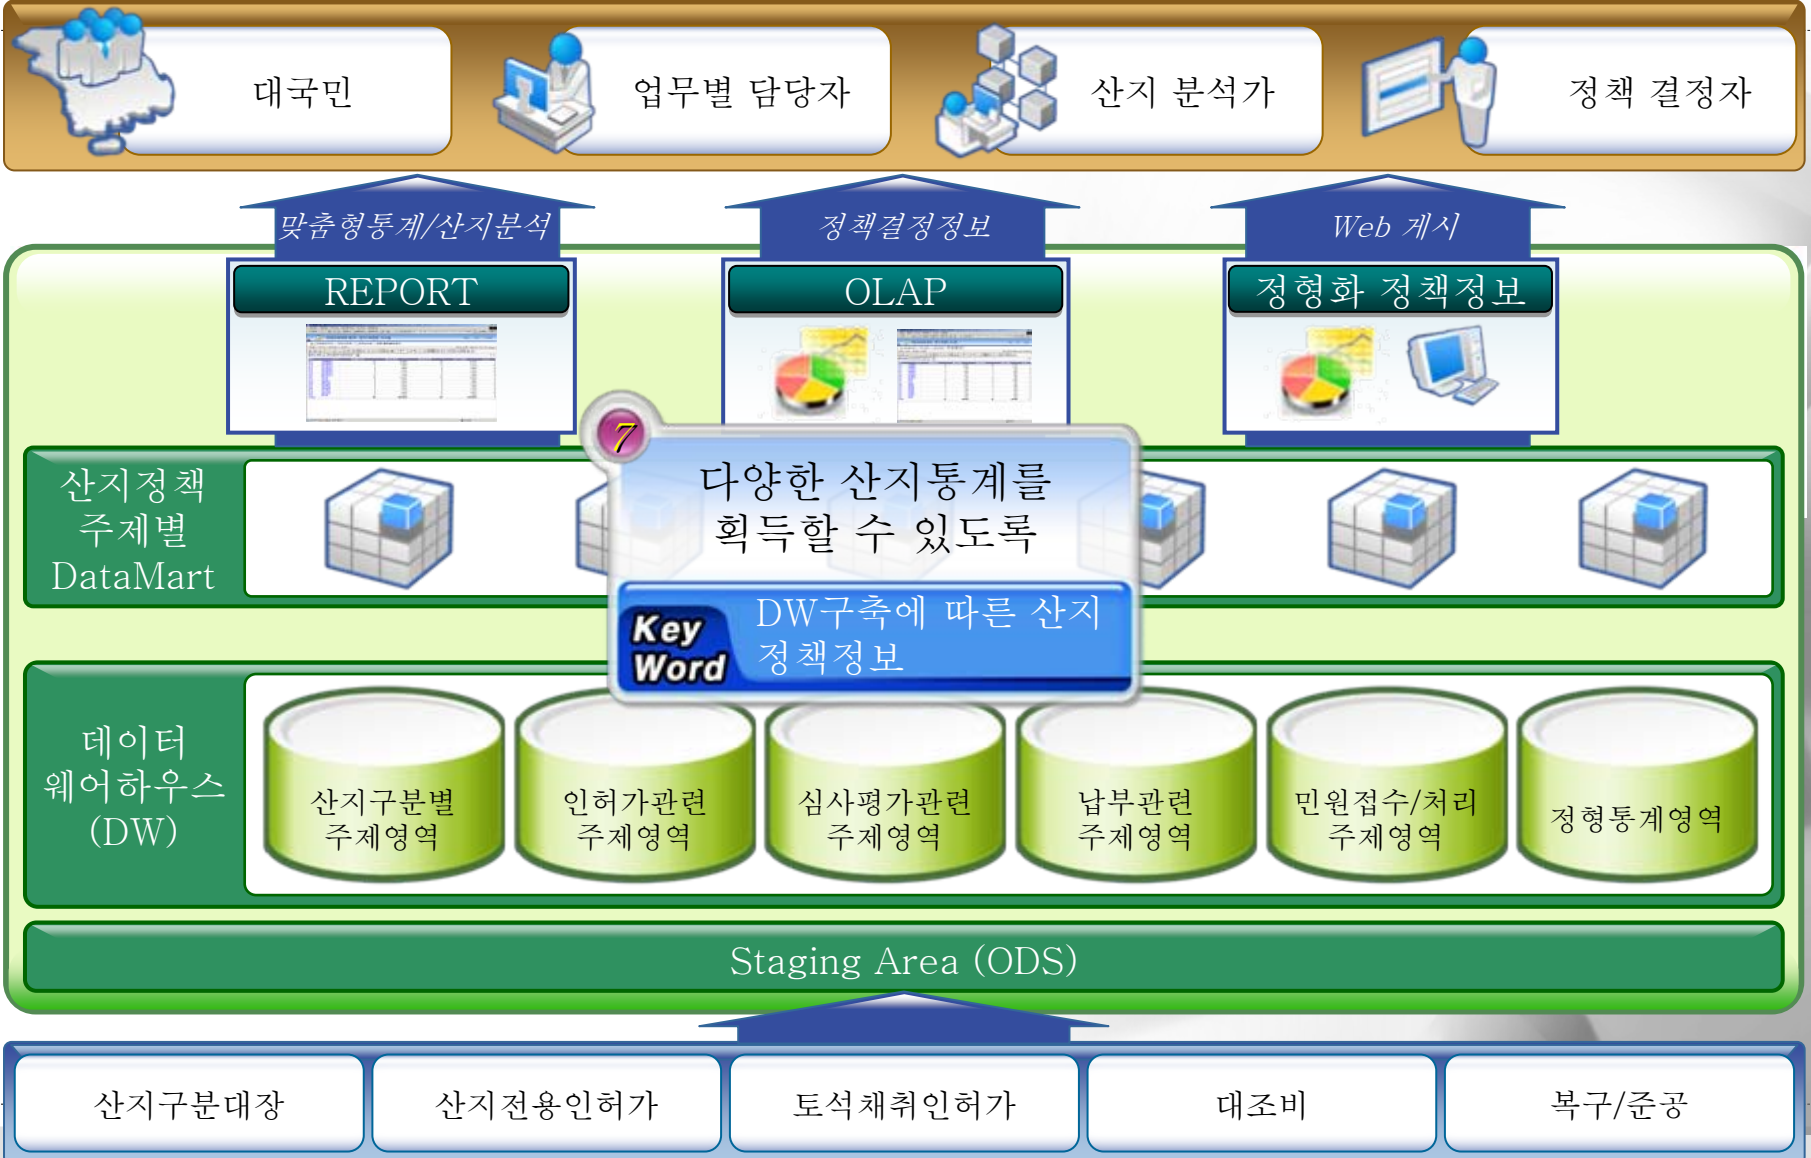 대국민
업무별 담당자
산지 분석가
정책 결정자
맞춤형통계/산지분석
정책결정정보
Web 게시
REPORT
OLAP
정형화 정책정보
7
다양한 산지통계를
획득할 수 있도록
Key
Word
DW구축에 따른 산지
정책정보
산지정책
주제별
DataMart
데이터
웨어하우스
(DW)
산지구분별
주제영역
인허가관련
주제영역
심사평가관련
주제영역
납부관련
주제영역
민원접수/처리
주제영역
정형통계영역
Staging Area (ODS)
산지구분대장
산지전용인허가
토석채취인허가
대조비
복구/준공